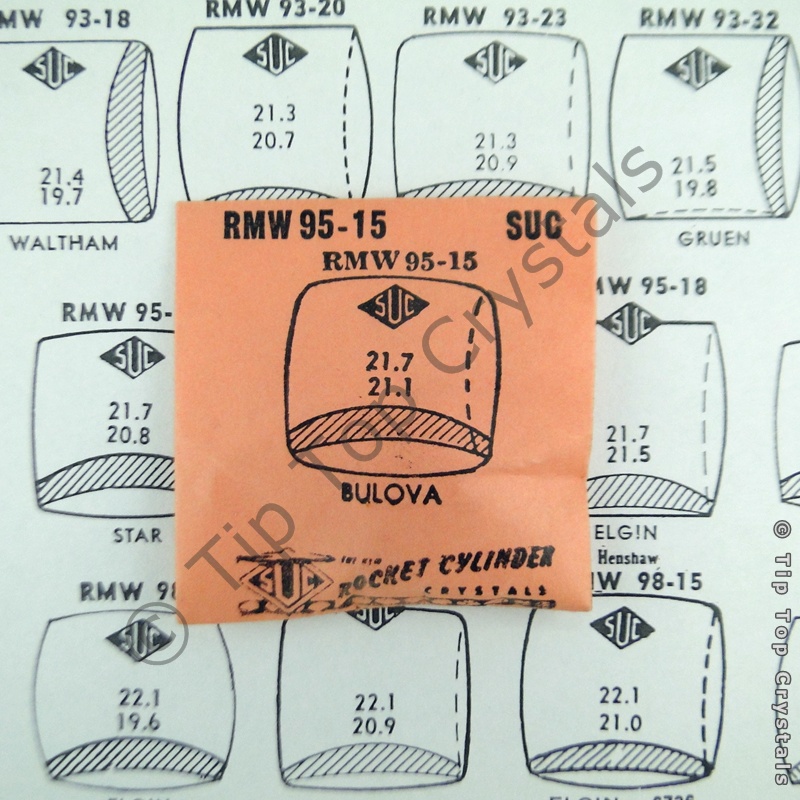 MW 93-18
RMW 93-20
RMW 93-23
RMW 93-32
SUC
SUC
SUC
SUC
21.4
19.7
21.3
20.7
21.3
20.9
21.5
19.8
WALTHAM
GRUEN
RMW 95-15 SUC
RMW 95-15
SUC
21.7
21.1
BULOVA
SUC
ROCKET CYLINDER
CRYSTALS
RMW 95-
SUC
21.7
20.8
STAR
MW 95-18
SUC
21.7
21.5
ELGIN
Henshaw
RMW 98
SUC
22.1
19.6
SUC
22.1
20.9
MW 98-15
SUC
22.1
21.0
© Tip Top Crystals
© Tip Top Crystals